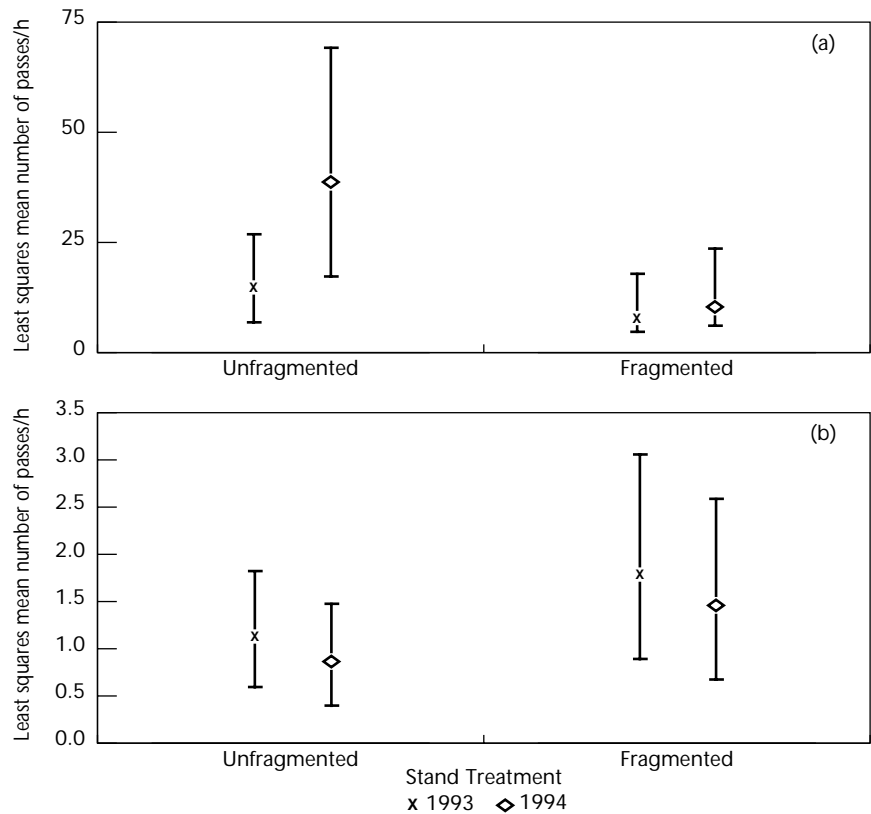 75
(a)
50
25
0
Least squares mean number of passes/h
Unfragmented Fragmented
3.5
(b)
3.0
2.5
2.0
1.5
1.0
0.5
0.0
Least squares mean number of passes/h
Unfragmented Fragmented
Stand Treatment
x 1993 ◇ 1994